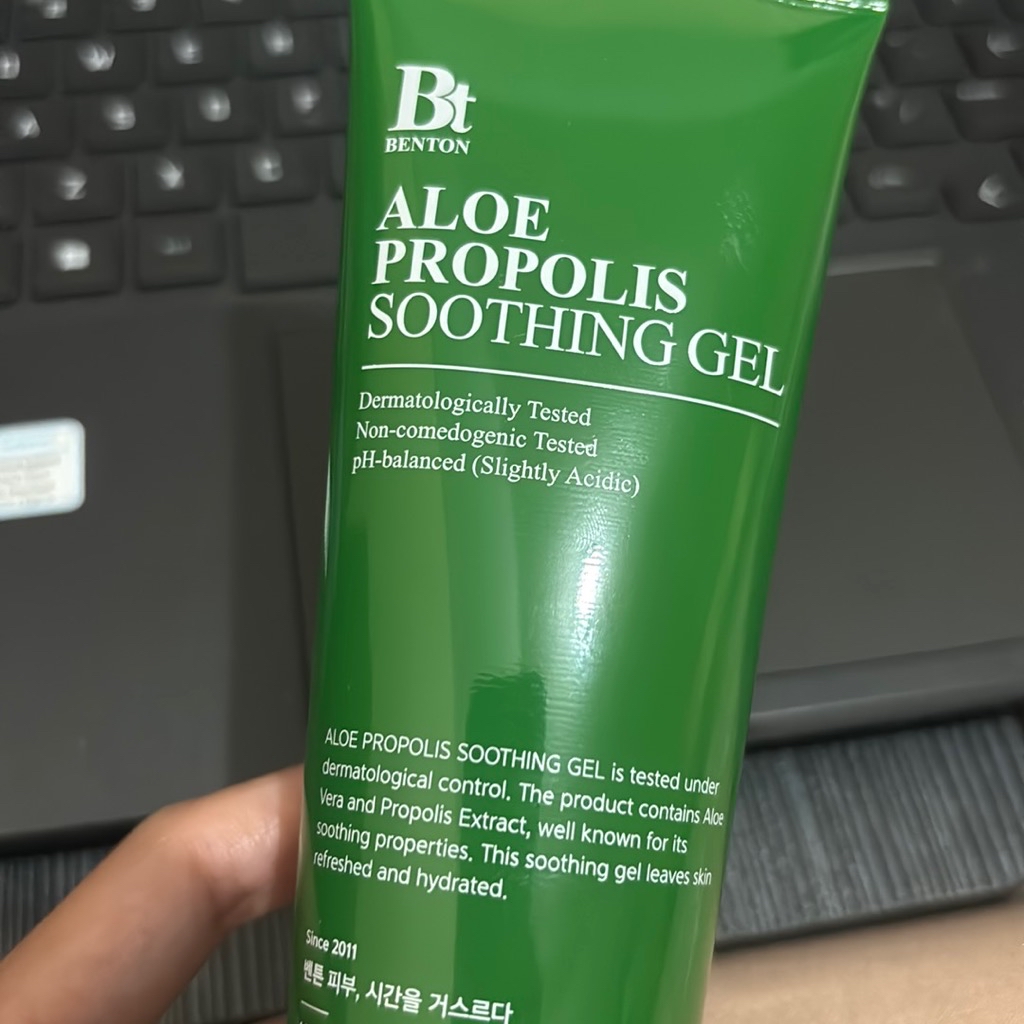 Bt
BENTON
ALOE
PROPOLIS
SOOTHING GEL
Dermatologically Tested
Non-comedogenic Tested
pH-balanced (Slightly Acidic)
ALOE PROPOLIS SOOTHING GEL is tested under
dermatological control. The product contains Aloe
Vera and Propolis Extract, well known for its
soothing properties. This soothing gel leaves skin
refreshed and hydrated.
Since 2011
벤튼 피부, 시간을 거스르다